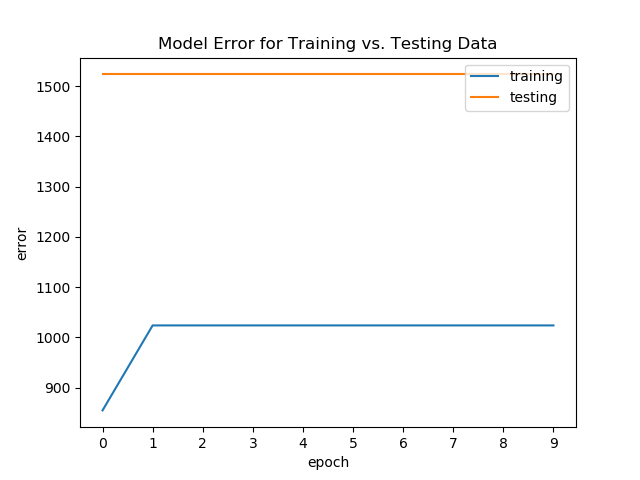 Model Error for Training vs. Testing Data
error
1500
1400
1300
1200
1100
1000
900
training
testing
0 1 2 3 4 5 6 7 8 9
epoch